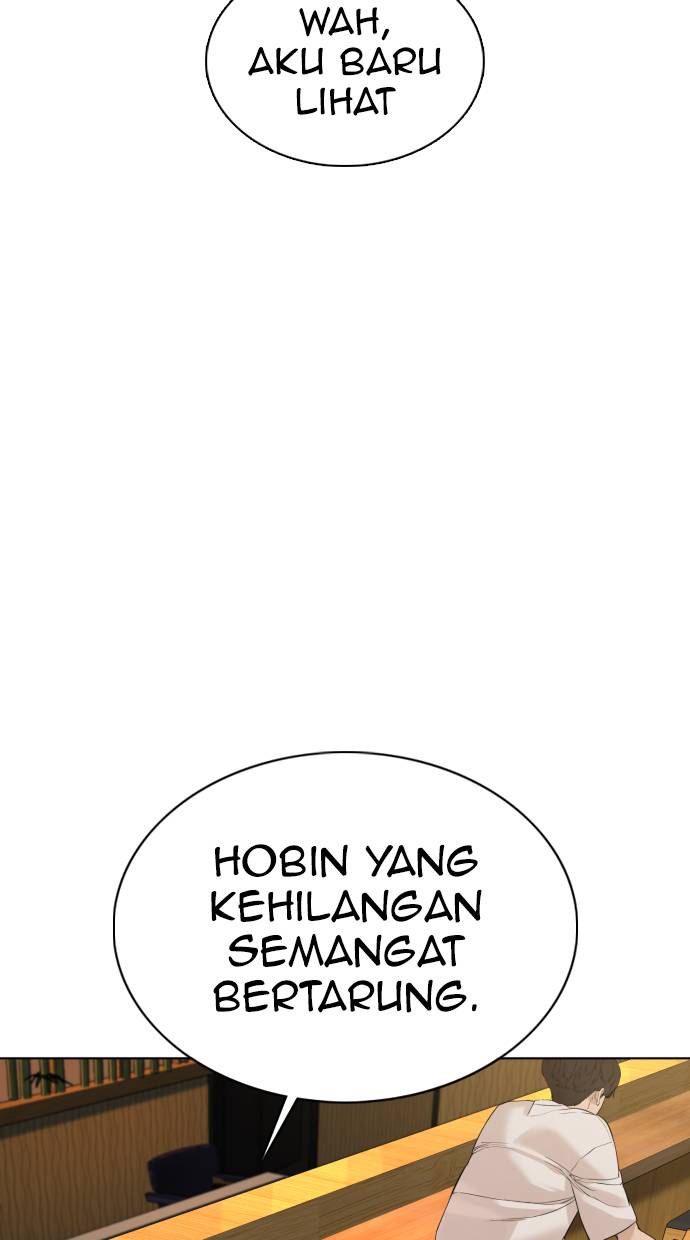 WAH,
AKU BARU
LIHAT
HOBIN YANG
KEHILANGAN
SEMANGAT
BERTARUNG.